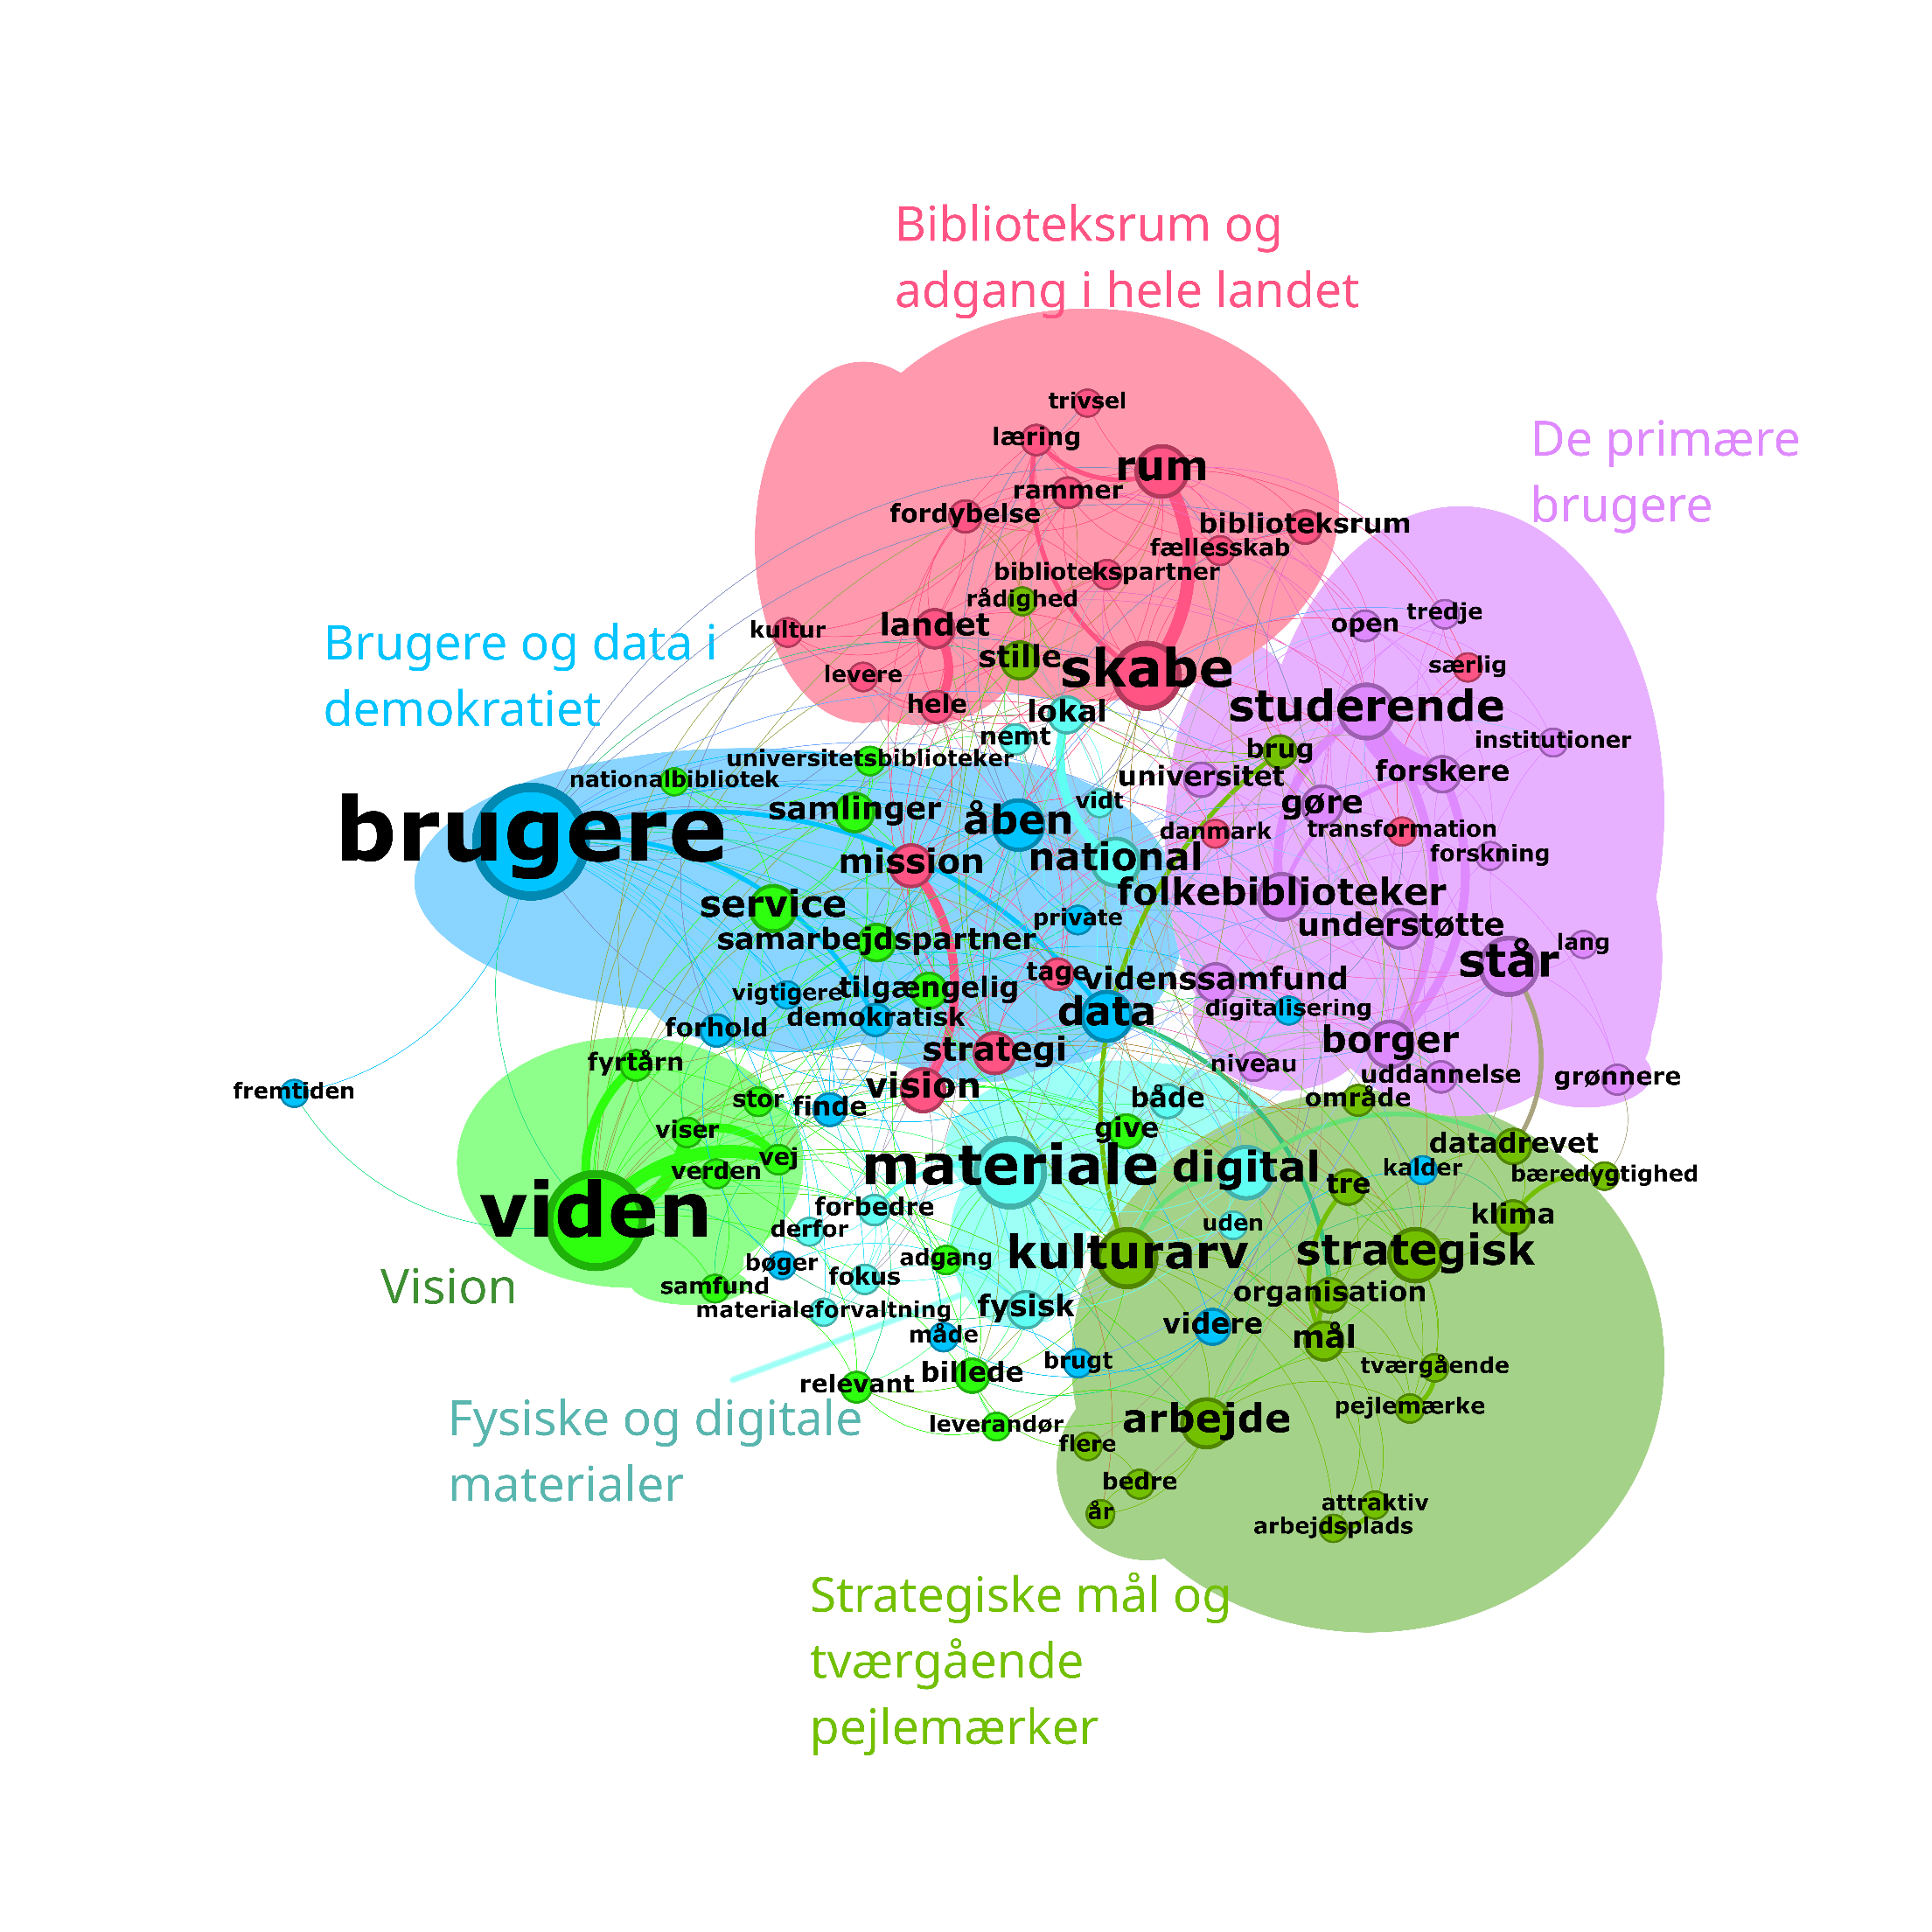 Biblioteksrum og
adgang i hele landet
trivsel
læring
rum
rammer
fordybelse
biblioteksrum
fællesskab
bibliotekspartner
rådighed
kultur
landet
stille
skabe
levere
hele
lokal
nemt
De primære
brugere
open
tredje
særlig
studerende
institutioner
brug
universitet
forskere
gøre
danmark
transformation
forskning
folkebiblioteker
understøtte
står
lang
videnssamfund
digitalisering
borger
niveau
uddannelse
grønnere
Brugere og data i
demokratiet
universitetsbiblioteker
nationalbibliotek
brugere
samlinger
åben
vidt
mission
national
service
private
samarbejdspartner
tage
vigtigere
tilgængelig
demokratisk
data
forhold
strategi
vision
fremtiden
fyrtårn
stor
finde
viser
verden
vej
viden
samfund
Vision
både
give
materiale
digital
forbedre
derfor
uden
bøger
adgang
fokus
kulturarv
materialeforvaltning
fysisk
måde
videre
brugt
relevant
billede
leverandør
Fysiske og digitale
materialer
område
datadrevet
kalder
bæredygtighed
tre
klima
strategisk
organisation
mål
tværgående
pejlemærke
arbejde
flere
bedre
år
attraktiv
arbejdsplads
Strategiske mål og
tværgående
pejlemærker